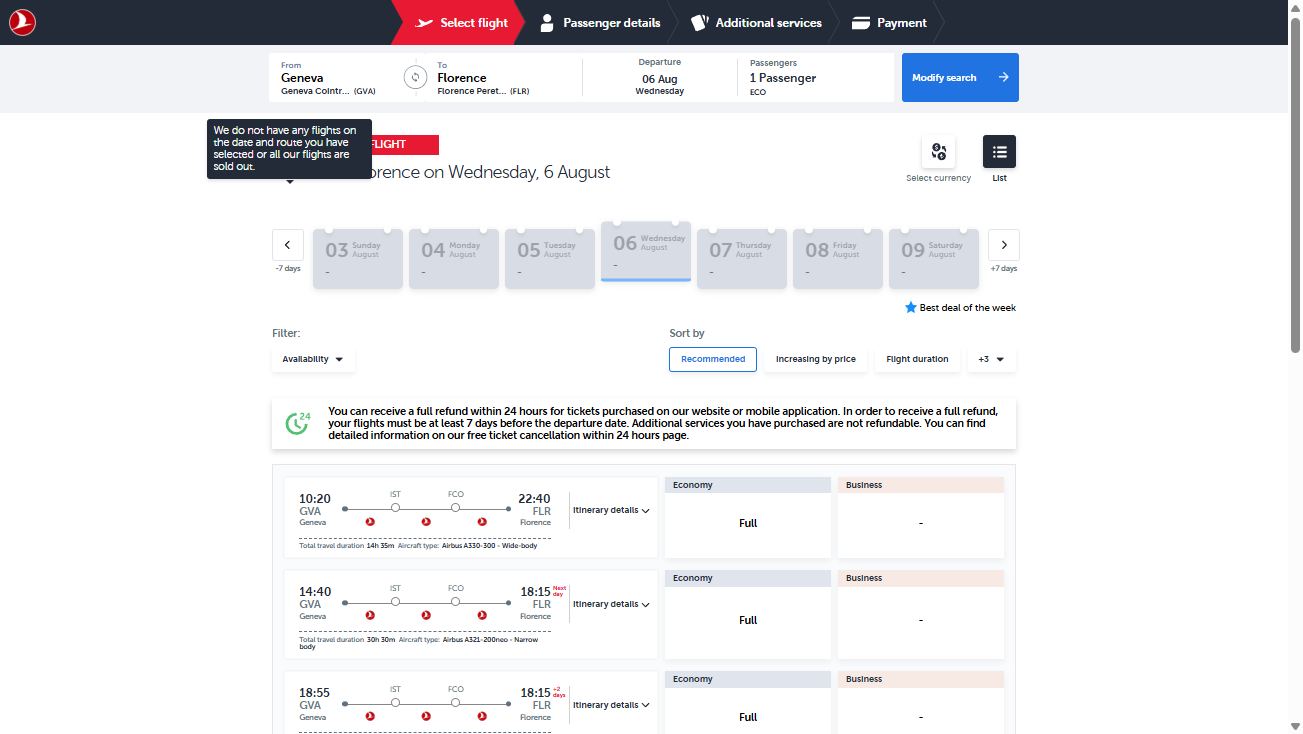 Select flight
Passenger details
Additional services
Payment
From
Geneva
Geneva Cointr... (GVA)
To
Florence
Florence Peret... (FLR)
Departure
06 Aug
Wednesday
Passengers
1 Passenger
ECO
Modify search
We do not have any flights on
the date and route you have
selected or all our flights are
sold out.
FLIGHT
orence on Wednesday, 6 August
Select currency
List
-7 days
03 Sunday
August
-
04 Monday
August
-
05 Tuesday
August
-
06 Wednesday
August
-
07 Thursday
August
-
08 Friday
August
-
09 Saturday
August
-
+7 days
Best deal of the week
Filter:
Availability
Sort by
Recommended
Increasing by price
Flight duration
+3
24
You can receive a full refund within 24 hours for tickets purchased on our website or mobile application. In order to receive a full refund,
your flights must be at least 7 days before the departure date. Additional services you have purchased are not refundable. You can find
detailed information on our free ticket cancellation within 24 hours page.
10:20
GVA
Geneva
IST
FCO
22:40
FLR
Florence
Itinerary details
Total travel duration 14h 35m Aircraft type: Airbus A330-300 - Wide-body
Economy
Full
Business
-
14:40
GVA
Geneva
IST
FCO
18:15 Next
day
FLR
Florence
Itinerary details
Total travel duration 30h 30m Aircraft type: Airbus A321-200neo - Narrow
body
Economy
Full
Business
-
18:55
GVA
Geneva
IST
FCO
18:15 +2
days
FLR
Florence
Itinerary details
Economy
Full
Business
-